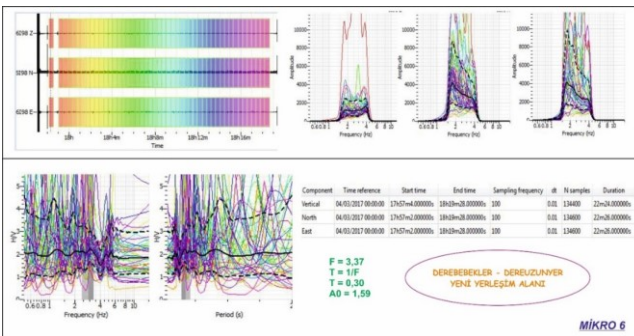 6298 Z
6298 N
6298 E
18h 18h4m 18h8m 18h12m 18h16m
Time
Amplitude
Frequency (Hz)
Amplitude
Frequency (Hz)
Amplitude
Frequency (Hz)
H/V
Frequency (Hz)
Period (s)
Component Time reference Start time End time Sampling frequency dt N samples Duration
Vertical 04/03/2017 00:00:00 17h57m4.000000s 18h19m28.000000s 100 0.01 134400 22m24.000000s
North 04/03/2017 00:00:00 17h57m2.000000s 18h19m28.000000s 100 0.01 134600 22m26.000000s
East 04/03/2017 00:00:00 17h57m2.000000s 18h19m28.000000s 100 0.01 134600 22m26.000000s
F = 3,37
T = 1/F
T = 0,30
A0 = 1,59
DEREBEBEKLER - DEREUZUNYER
YENİ YERLEŞİM ALANI
MİKRO 6